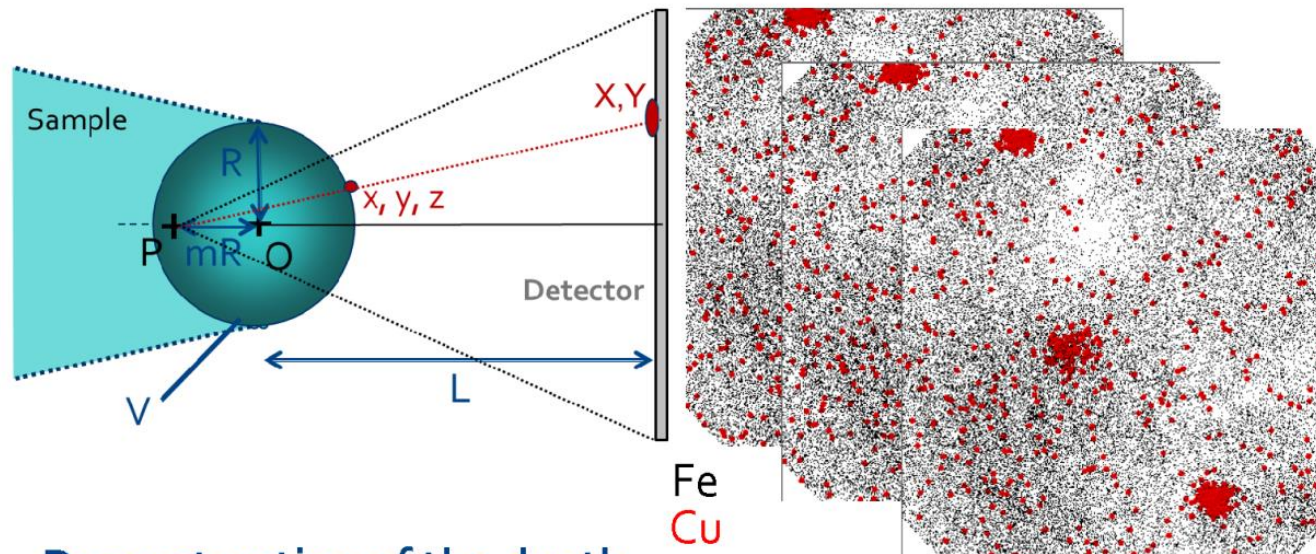 Sample
R
X,Y
x, y, z
P
mR
O
Detector
L
V
Fe
Cu